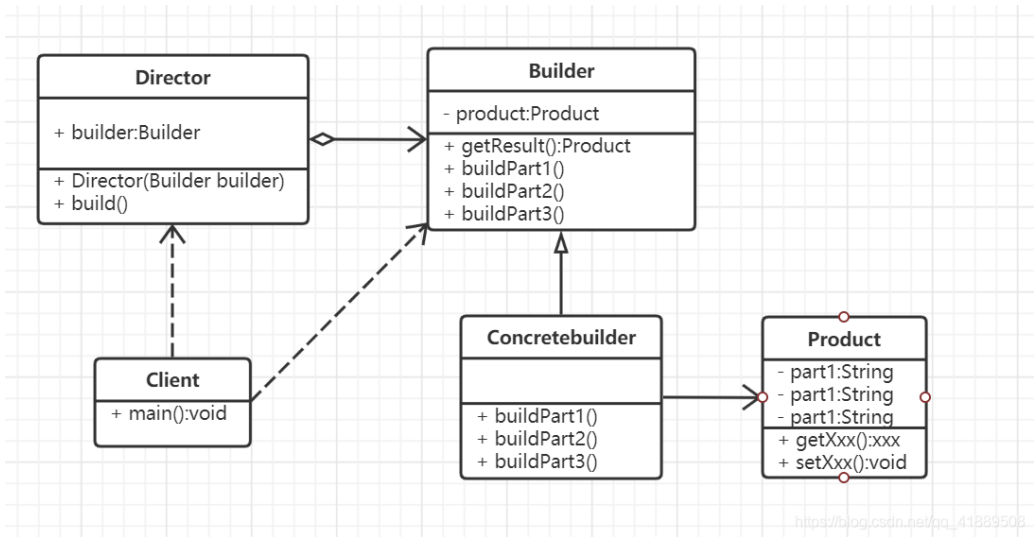 Director
+ builder:Builder
+ Director(Builder builder)
+ build()
Builder
- product:Product
+ getResult():Product
+ buildPart1()
+ buildPart2()
+ buildPart3()
Client
+ main():void
Concretebuilder
+ buildPart1()
+ buildPart2()
+ buildPart3()
Product
- part1:String
- part1:String
- part1:String
+ getXxx():xxx
+ setXxx():void
https://blog.csdn.net/qq_41889508